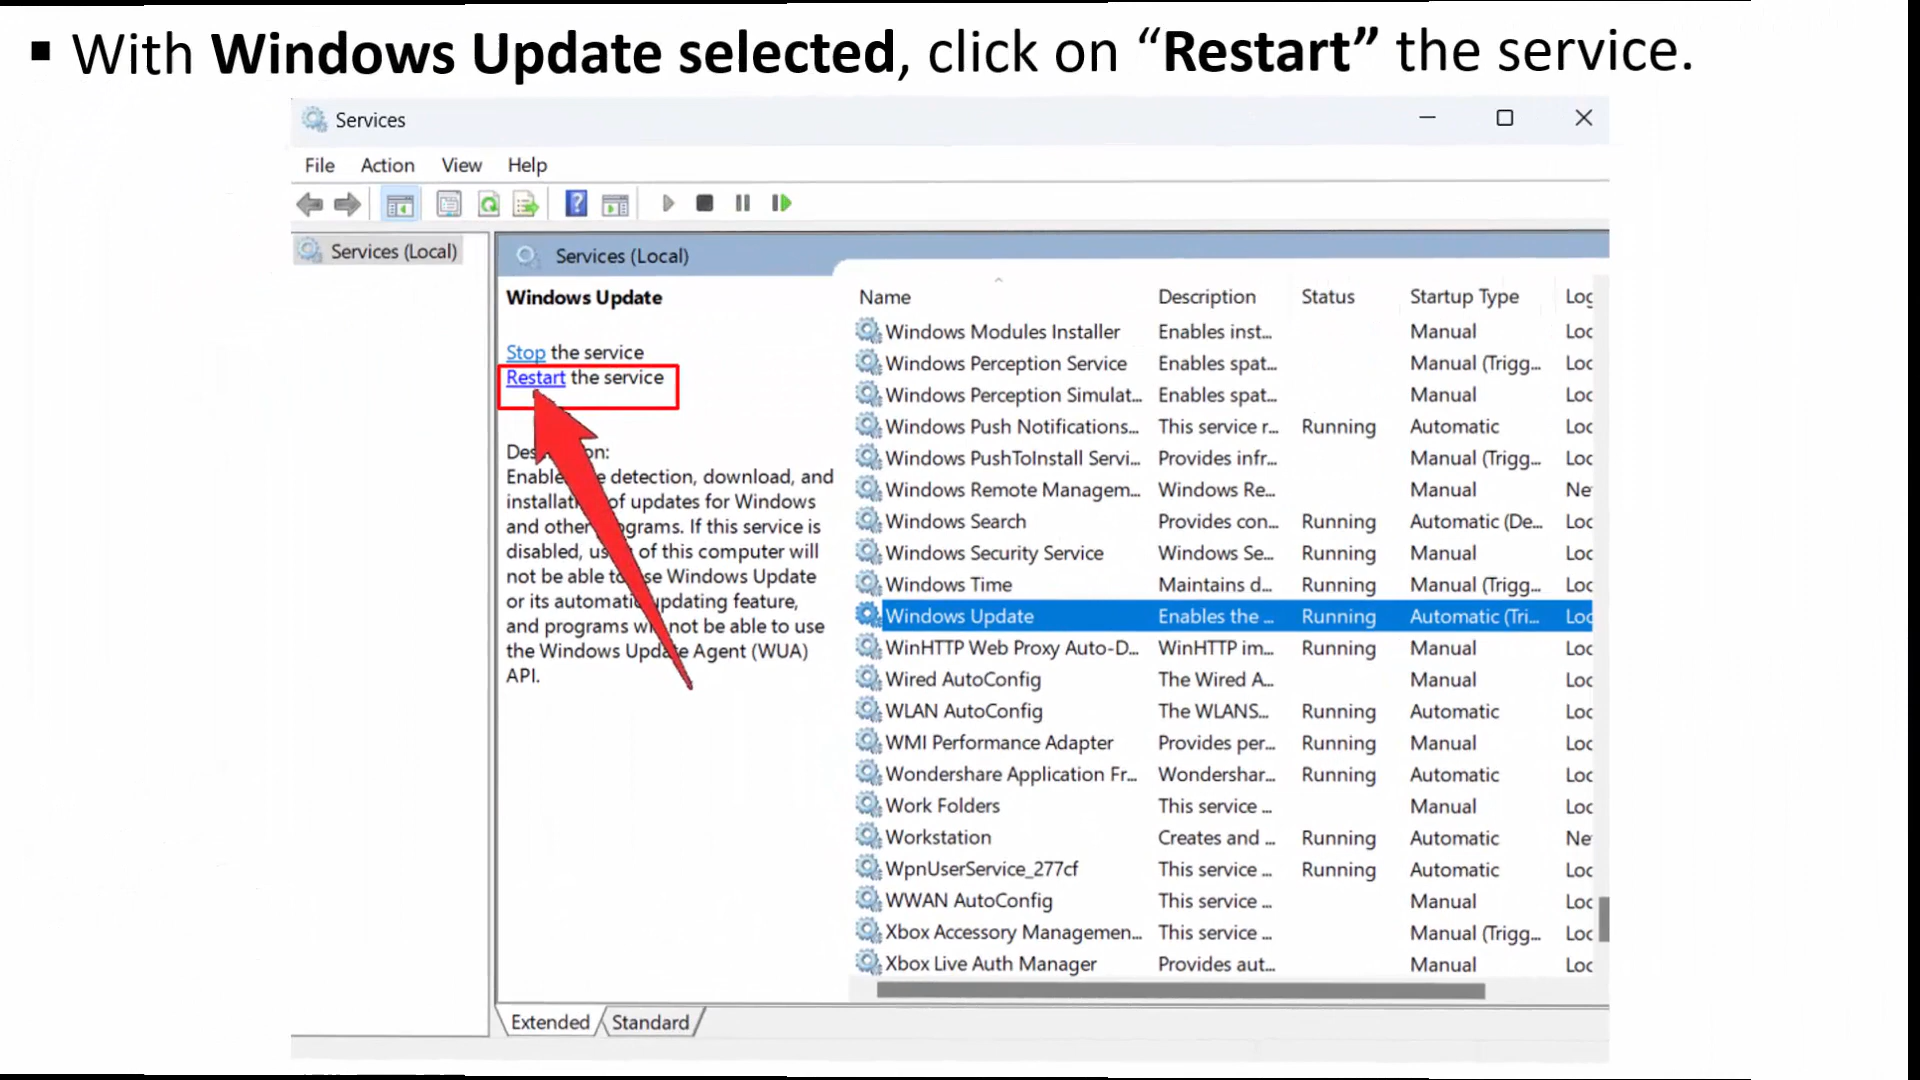 ▪ With Windows Update selected, click on “Restart” the service.
Services
File Action View Help
Services (Local)
Services (Local)
Windows Update
Stop the service
Restart the service
Enable detection, download, and
of updates for Windows
and other If this service is
disabled, of this computer will
not be able to Windows Update
or its updating feature,
and programs not be able to use
the Windows Agent (WUA)
API.
Name Description Status Startup Type Log
Windows Modules Installer Enables inst... Manual Loc
Windows Perception Service Enables spat... Manual (Trigg... Loc
Windows Perception Simulat... Enables spat... Manual Loc
Windows Push Notifications... This service r... Running Automatic Loc
Windows PushToInstall Servi... Provides infr... Manual (Trigg... Loc
Windows Remote Managem... Windows Re... Manual Ne
Windows Search Provides con... Running Automatic (De... Loc
Windows Security Service Windows Se... Running Manual Loc
Windows Time Maintains d... Running Manual (Trigg... Loc
Windows Update Enables the ... Running Automatic (Tri... Loc
WinHTTP Web Proxy Auto-D... WinHTTP im... Running Manual Loc
Wired AutoConfig The Wired A... Manual Loc
WLAN AutoConfig The WLANS... Running Automatic Loc
WMI Performance Adapter Provides per... Running Manual Loc
Wondershare Application Fr... Wondershar... Running Automatic Loc
Work Folders This service ... Manual Loc
Workstation Creates and ... Running Automatic Ne
WpnUserService_277cf This service ... Running Automatic Loc
WWAN AutoConfig This service ... Manual Loc
Xbox Accessory Managemen... This service ... Manual (Trigg... Loc
Xbox Live Auth Manager Provides aut... Manual Loc
Extended Standard